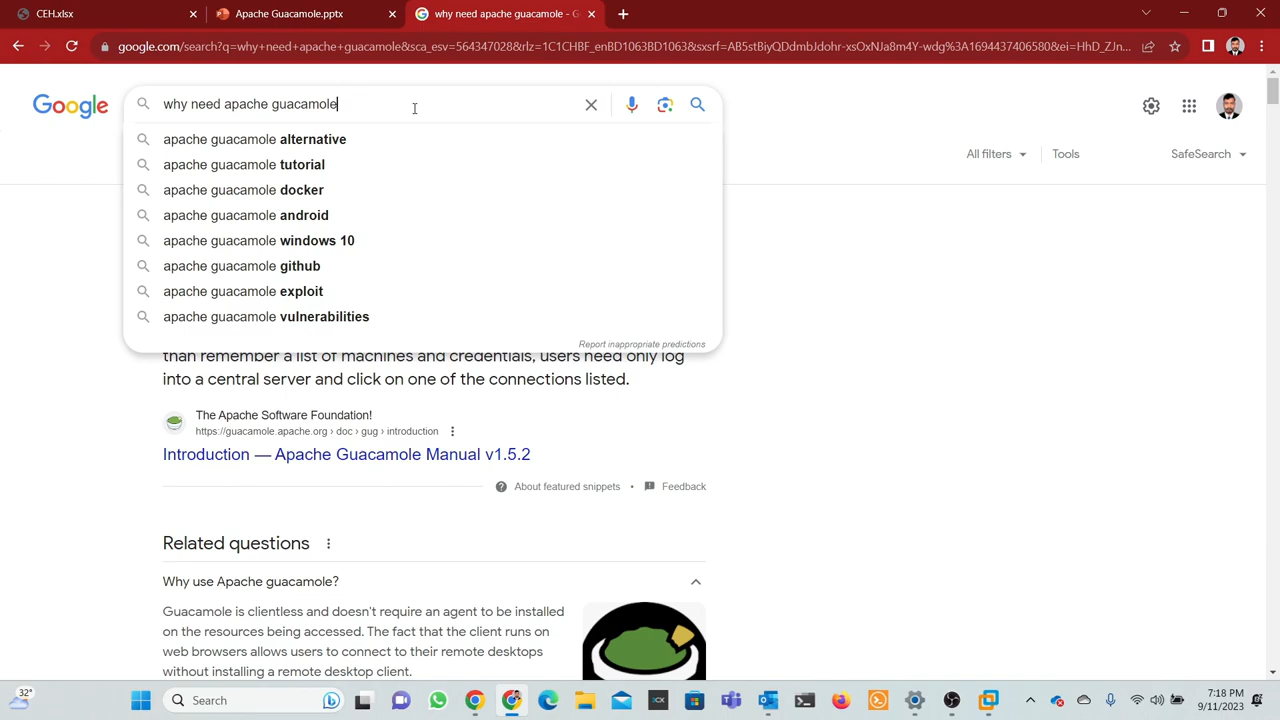 CEH.xlsx
Apache Guacamole.pptx
why need apache guacamole - G
google.com/search?q=why+need+apache+guacamole&sca_esv=564347028&rlz=1C1CHBF_enBD1063BD1063&sxsrf=AB5stBiyQDdmbJdohr-xsOxNJa8m4Y-wdg%3A1694437406580&ei=HhD_ZJn...
Google
why need apache guacamole
apache guacamole alternative
apache guacamole tutorial
apache guacamole docker
apache guacamole android
apache guacamole windows 10
apache guacamole github
apache guacamole exploit
apache guacamole vulnerabilities
Report inappropriate predictions
All filters
Tools
SafeSearch
than remember a list of machines and credentials, users need only log
into a central server and click on one of the connections listed.
The Apache Software Foundation!
https://guacamole.apache.org › doc › gug › introduction
Introduction — Apache Guacamole Manual v1.5.2
About featured snippets • Feedback
Related questions
Why use Apache guacamole?
Guacamole is clientless and doesn't require an agent to be installed
on the resources being accessed. The fact that the client runs on
web browsers allows users to connect to their remote desktops
without installing a remote desktop client.
32°
Search
7:18 PM
9/11/2023